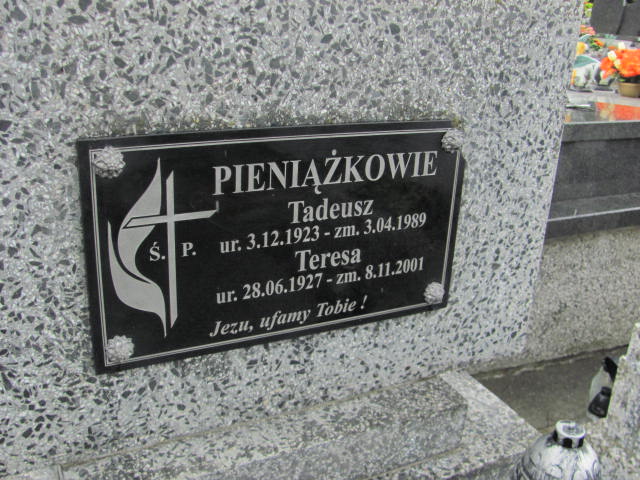 PIENIĄŻKOWIE
Ś. P.
Tadeusz
ur. 3.12.1923 - zm. 3.04.1989
Teresa
ur. 28.06.1927 - zm. 8.11.2001
Jezu, ufamy Tobie !